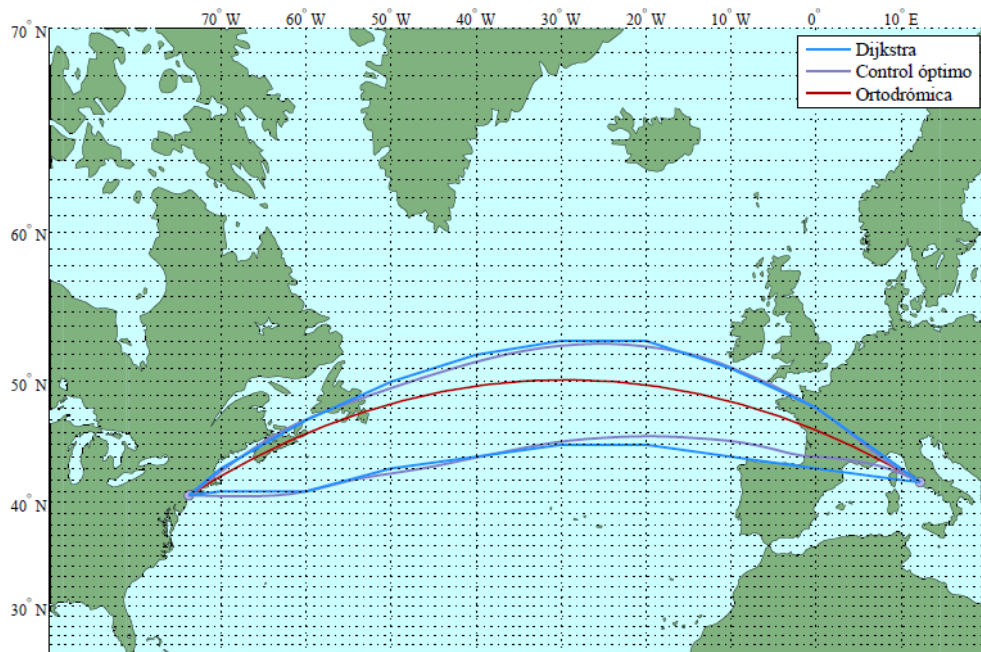 70° W 60° W 50° W 40° W 30° W 20° W 10° W 0° 10° E
70° N
60° N
50° N
40° N
30° N
Dijkstra
Control óptimo
Ortodrómica